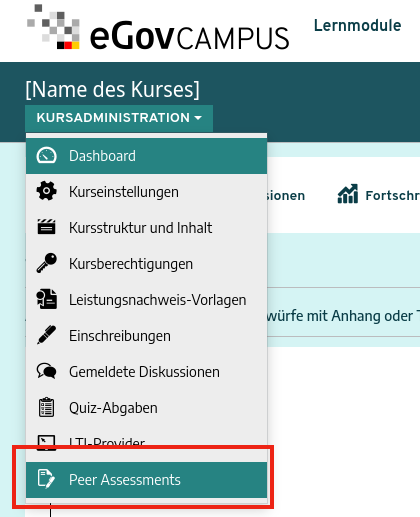 eGovCAMPUS
Lernmodule
[Name des Kurses]
KURSADMINISTRATION
Dashboard
Kurseinstellungen
sionen
Fortschr
Kursstruktur und Inhalt
Kursberechtigungen
Leistungsnachweis-Vorlagen
würfe mit Anhang oder T
Einschreibungen
Gemeldete Diskussionen
Quiz-Abgaben
LTI-Provider
Peer Assessments